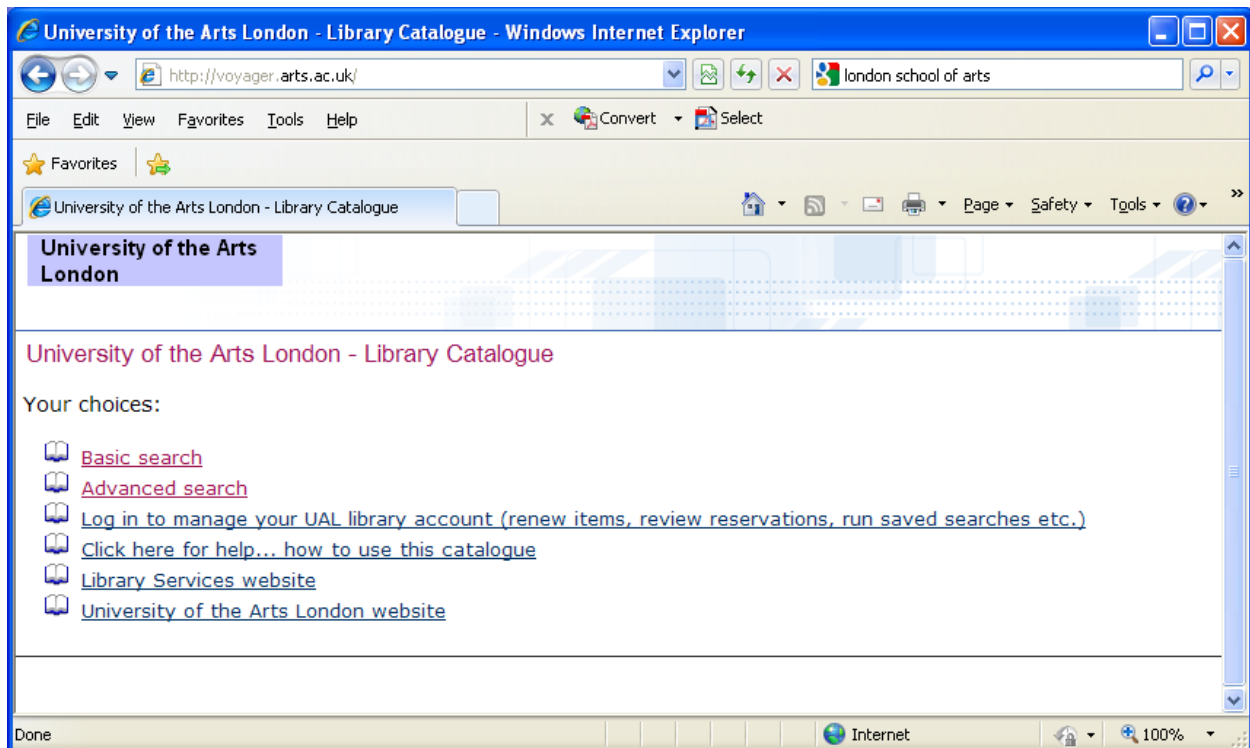 University of the Arts London - Library Catalogue - Windows Internet Explorer
http://voyager.arts.ac.uk/
london school of arts
File Edit View Favorites Tools Help
x Convert Select
Favorites
University of the Arts London - Library Catalogue
Page Safety Tools »
University of the Arts
London
University of the Arts London - Library Catalogue
Your choices:
Basic search
Advanced search
Log in to manage your UAL library account (renew items, review reservations, run saved searches etc.)
Click here for help... how to use this catalogue
Library Services website
University of the Arts London website
Done Internet 100%